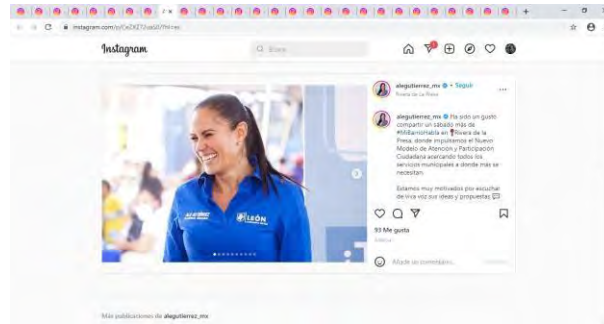 Instagram
alegutierrez_mx • Seguir
Rivera de La Presa
alegutierrez_mx Ha sido un gusto
compartir un sábado más de
#MiBarrioHabla en Rivera de la
Presa, donde impulsamos el Nuevo
Modelo de Atención y Participación
Ciudadana acercando todos los
servicios municipales a donde más se
necesitan.
Estamos muy motivados por escuchar
de viva voz sus ideas y propuestas
LEÓN
93 Me gusta
Añade un comentario...
Más publicaciones de alegutierrez_mx